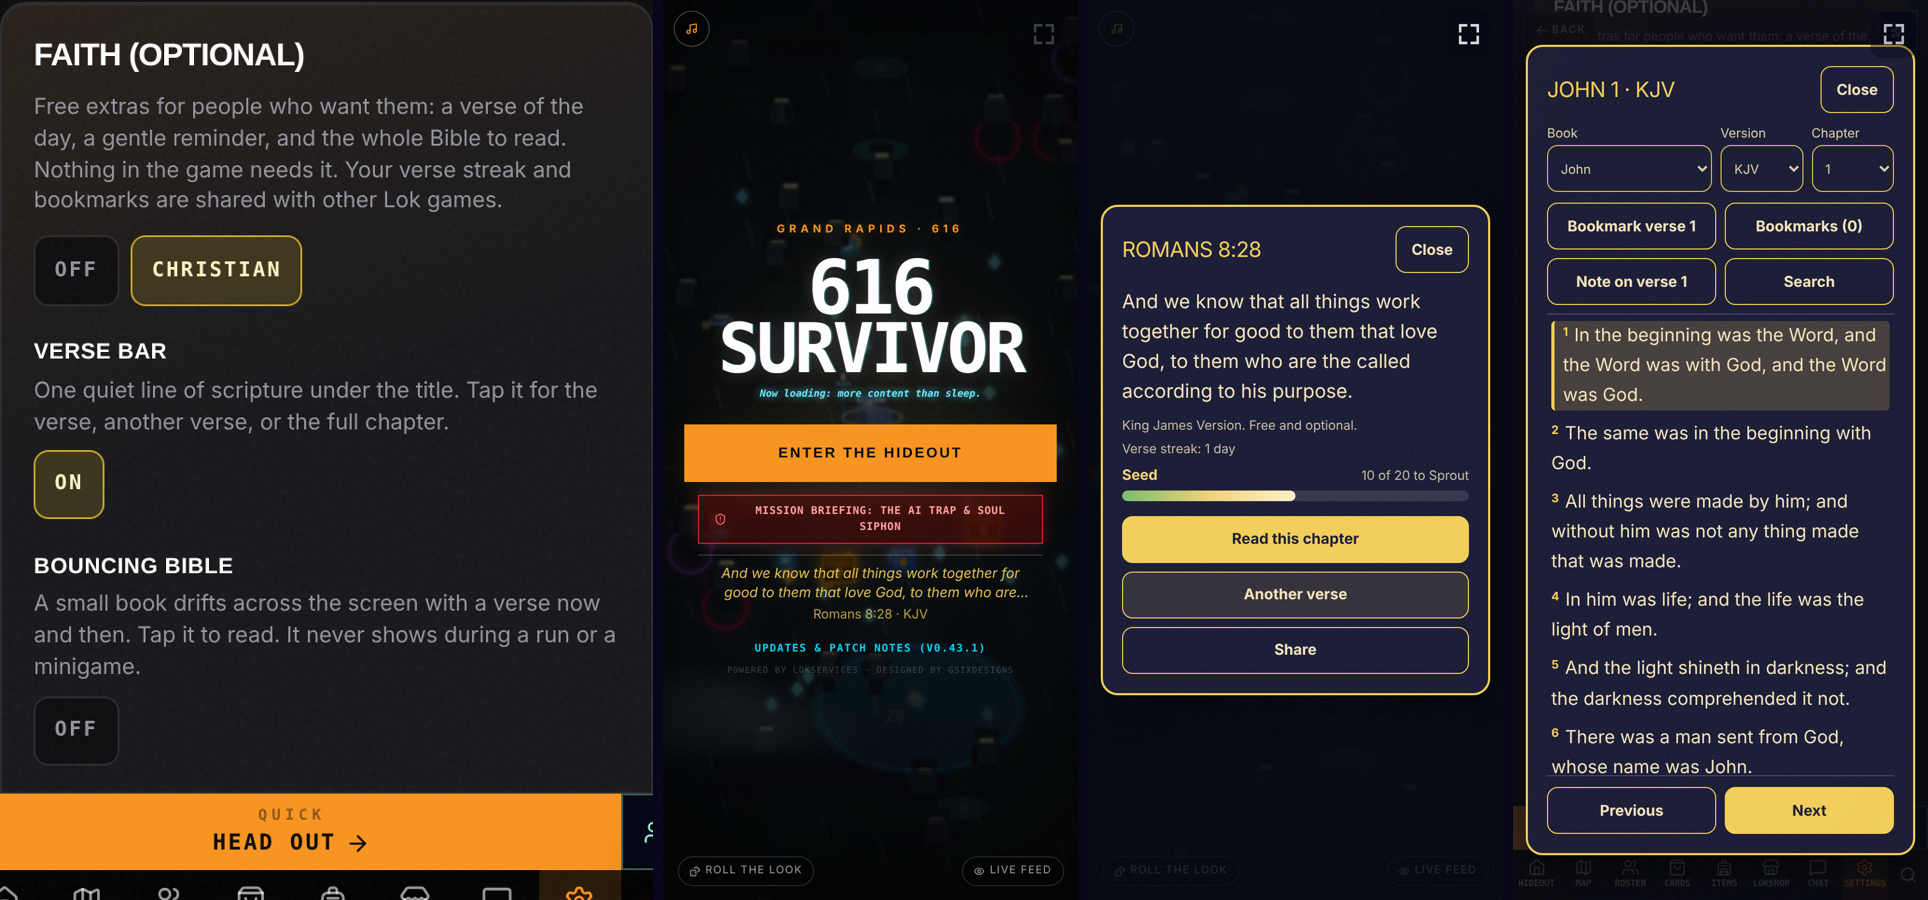 FAITH (OPTIONAL)
Free extras for people who want them: a verse of the
day, a gentle reminder, and the whole Bible to read.
Nothing in the game needs it. Your verse streak and
bookmarks are shared with other Lok games.
OFF
CHRISTIAN
VERSE BAR
One quiet line of scripture under the title. Tap it for the
verse, another verse, or the full chapter.
ON
BOUNCING BIBLE
A small book drifts across the screen with a verse now
and then. Tap it to read. It never shows during a run or a
minigame.
OFF
QUICK
HEAD OUT →
GRAND RAPIDS · 616
616
SURVIVOR
Now loading: more content than sleep.
ENTER THE HIDEOUT
MISSION BRIEFING: THE AI TRAP & SOUL
SIPHON
And we know that all things work together for
good to them that love God, to them who are...
Romans 8:28 · KJV
UPDATES & PATCH NOTES (V0.43.1)
POWERED BY LOKSERVICES · DESIGNED BY GSIXDESIGNS
29
ROLL THE LOOK
LIVE FEED
ROMANS 8:28
Close
And we know that all things work
together for good to them that love
God, to them who are the called
according to his purpose.
King James Version. Free and optional.
Verse streak: 1 day
Seed
10 of 20 to Sprout
Read this chapter
Another verse
Share
ROLL THE LOOK
LIVE FEED
FAITH (OPTIONAL)
← BACK
tras for people who want them: a verse of the
JOHN 1 · KJV
Close
Book
Version
Chapter
John
KJV
1
Bookmark verse 1
Bookmarks (0)
Note on verse 1
Search
1 In the beginning was the Word, and
the Word was with God, and the Word
was God.
2 The same was in the beginning with
God.
3 All things were made by him; and
without him was not any thing made
that was made.
4 In him was life; and the life was the
light of men.
5 And the light shineth in darkness; and
the darkness comprehended it not.
6 There was a man sent from God,
whose name was John.
Previous
Next
HIDEOUT
MAP
ROSTER
CARDS
ITEMS
LOKSHOP
CHAT
SETTINGS